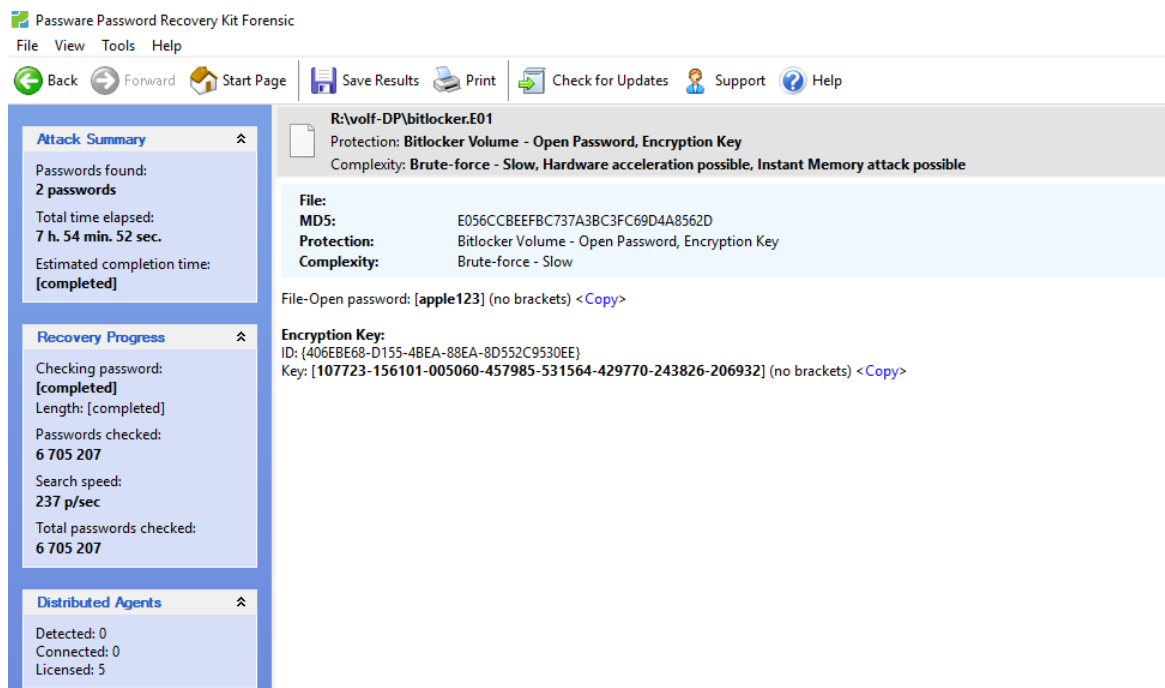 Passware Password Recovery Kit Forensic
File View Tools Help
Back Forward Start Page Save Results Print Check for Updates Support Help
Attack Summary
Passwords found:
2 passwords
Total time elapsed:
7 h. 54 min. 52 sec.
Estimated completion time:
[completed]
Recovery Progress
Checking password:
[completed]
Length: [completed]
Passwords checked:
6 705 207
Search speed:
237 p/sec
Total passwords checked:
6 705 207
Distributed Agents
Detected: 0
Connected: 0
Licensed: 5
R:\volf-DP\bitlocker.E01
Protection: Bitlocker Volume - Open Password, Encryption Key
Complexity: Brute-force - Slow, Hardware acceleration possible, Instant Memory attack possible
File:
MD5: E056CCBEEFBC737A3BC3FC69D4A8562D
Protection: Bitlocker Volume - Open Password, Encryption Key
Complexity: Brute-force - Slow
File-Open password: [apple123] (no brackets) <Copy>
Encryption Key:
ID: {406EBE68-D155-4BEA-88EA-8D552C9530EE}
Key: [107723-156101-005060-457985-531564-429770-243826-206932] (no brackets) <Copy>